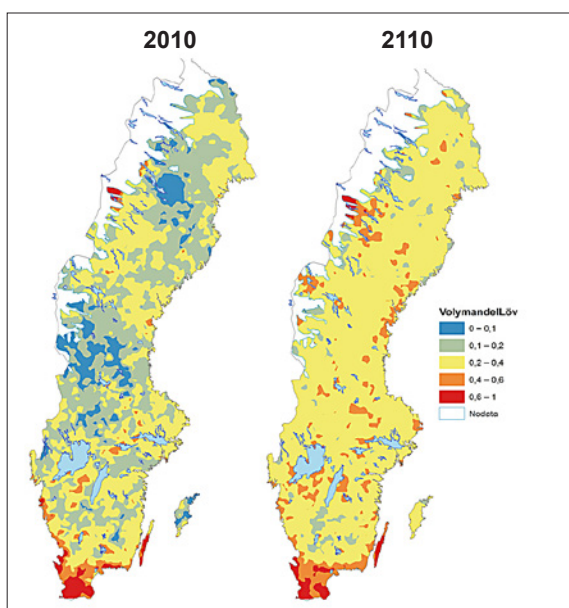 2010
2110
VolymandelLöv
0 – 0,1
0,1 – 0,2
0,2 – 0,4
0,4 – 0,6
0,6 – 1
Nodata